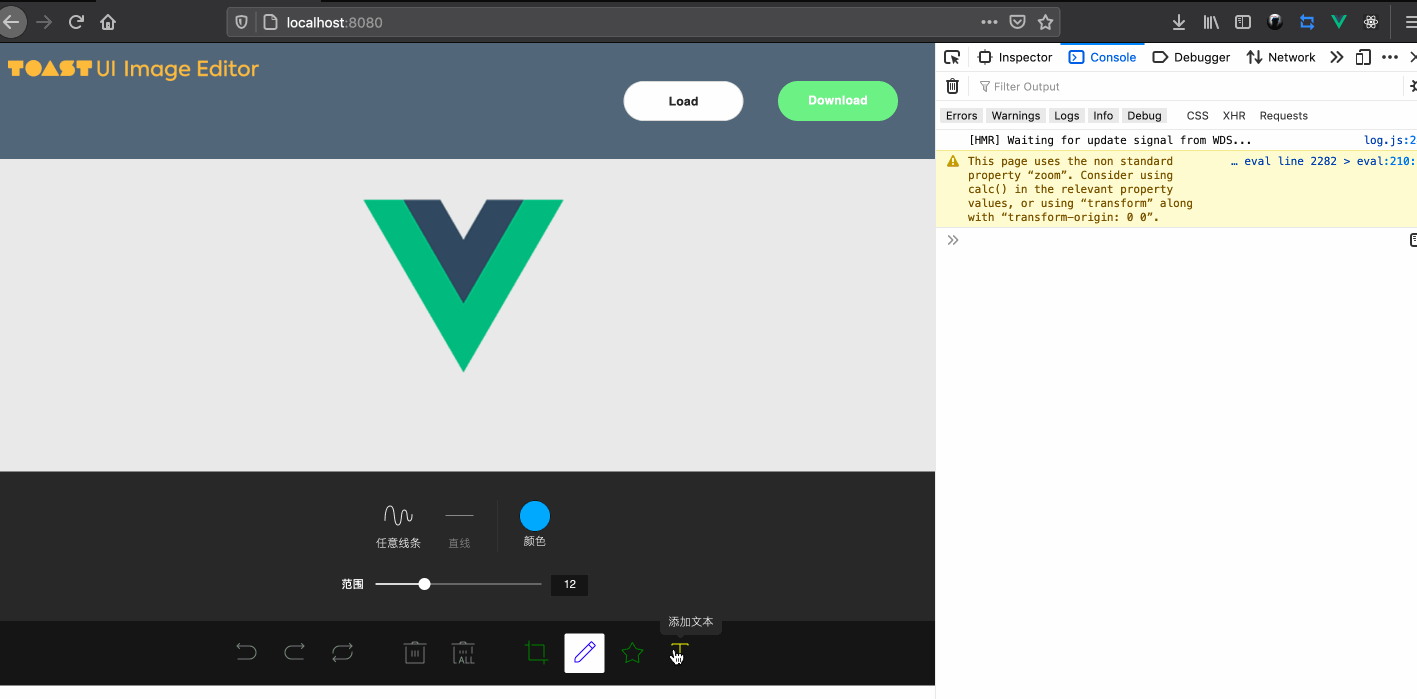 localhost:8080
TOAST UI Image Editor
Load
Download
Inspector
Console
Debugger
Network
Filter Output
Errors
Warnings
Logs
Info
Debug
CSS
XHR
Requests
[HMR] Waiting for update signal from WDS...
log.js:2
This page uses the non standard
… eval line 2282 > eval:210:
property “zoom”. Consider using
calc() in the relevant property
values, or using “transform” along
with “transform-origin: 0 0”.
任意线条
直线
颜色
范围
12
添加文本
ALL